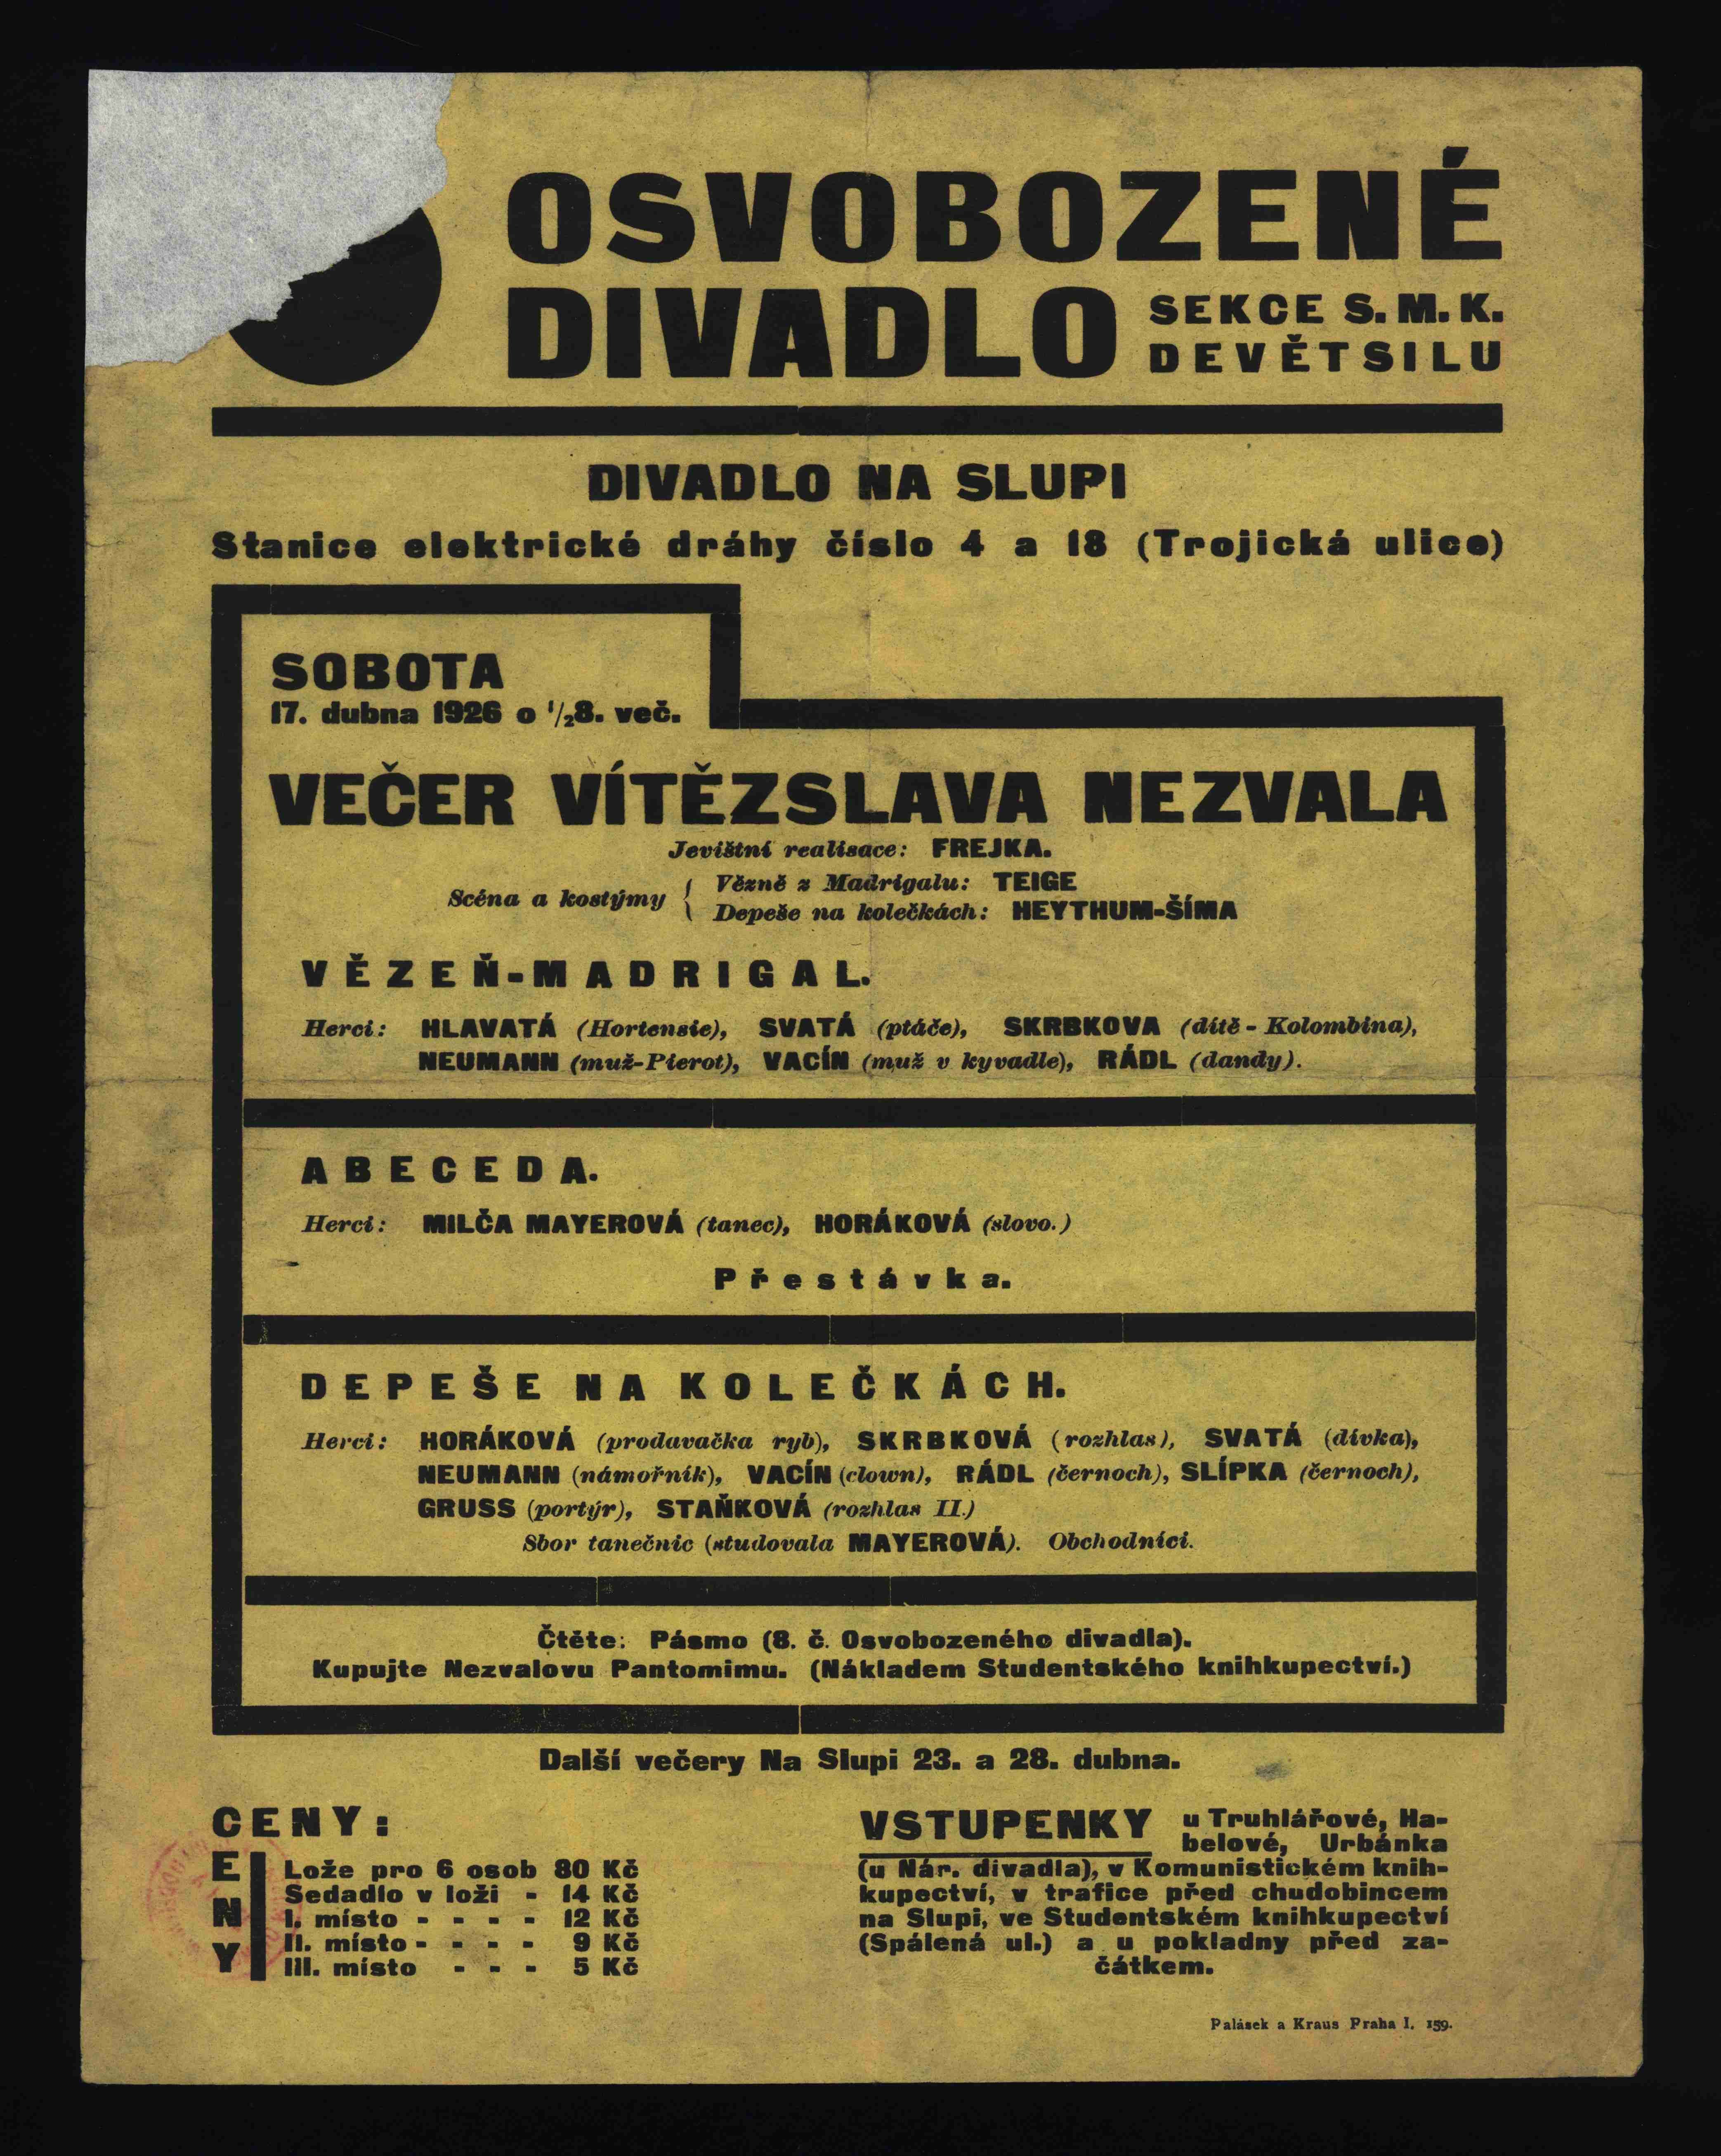 OSVOBOZENÉ
DIVADLO SEKCE S. M. K.
DEVĚTSILU
DIVADLO NA SLUPI
Stanice elektrické dráhy číslo 4 a 18 (Trojická ulice)
SOBOTA
17. dubna 1926 o 1/28. več.
VEČER VÍTĚZSLAVA NEZVALA
Jevištní realisace: FREJKA.
Scéna a kostýmy { Vězně z Madrigalu: TEIGE
Depeše na kolečkách: HEYTHUM-ŠÍMA
VĚZEŇ-MADRIGAL.
Herci: HLAVATÁ (Hortensie), SVATÁ (ptáče), SKRBKOVA (dítě - Kolombina),
NEUMANN (muž-Pierot), VACÍN (muž v kyvadle), RÁDL (dandy).
ABECEDA.
Herci: MILČA MAYEROVÁ (tanec), HORÁKOVÁ (slovo.)
Přestávka.
DEPEŠE NA KOLEČKÁCH.
Herci: HORÁKOVÁ (prodavačka ryb), SKRBKOVÁ (rozhlas), SVATÁ (dívka),
NEUMANN (námořník), VACÍN (clown), RÁDL (černoch), SLÍPKA (černoch),
GRUSS (portýr), STAŇKOVÁ (rozhlas II.)
Sbor tanečnic (studovala MAYEROVÁ). Obchodníci.
Čtěte: Pásmo (8. č. Osvobozeného divadla).
Kupujte Nezvalovu Pantomimu. (Nákladem Studentského knihkupectví.)
Další večery Na Slupi 23. a 28. dubna.
CENY:
ENY
Lože pro 6 osob 80 Kč
Sedadlo v loži - 14 Kč
I. místo - - - - 12 Kč
II. místo - - - - 9 Kč
III. místo - - - 5 Kč
VSTUPENKY u Truhlářové, Ha-
belové, Urbánka
(u Nár. divadla), v Komunistickém knih-
kupectví, v trafice před chudobincem
na Slupi, ve Studentském knihkupectví
(Spálená ul.) a u pokladny před za-
čátkem.
Palásek a Kraus Praha I. 159.